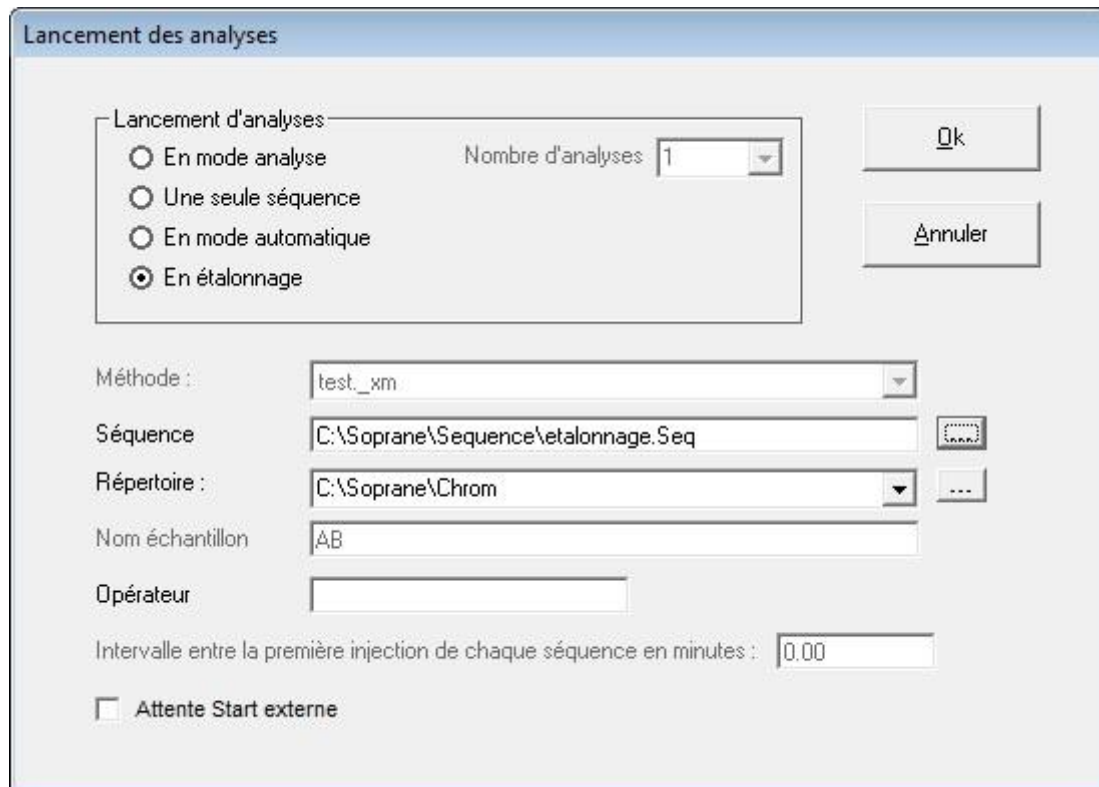 Lancement des analyses
Lancement d'analyses
En mode analyse
Nombre d'analyses 1
Une seule séquence
En mode automatique
En étalonnage
Ok
Annuler
Méthode : test._xm
Séquence C:\Soprane\Sequence\etalonnage.Seq ...
Répertoire : C:\Soprane\Chrom ...
Nom échantillon AB
Opérateur
Intervalle entre la première injection de chaque séquence en minutes : 0.00
Attente Start externe